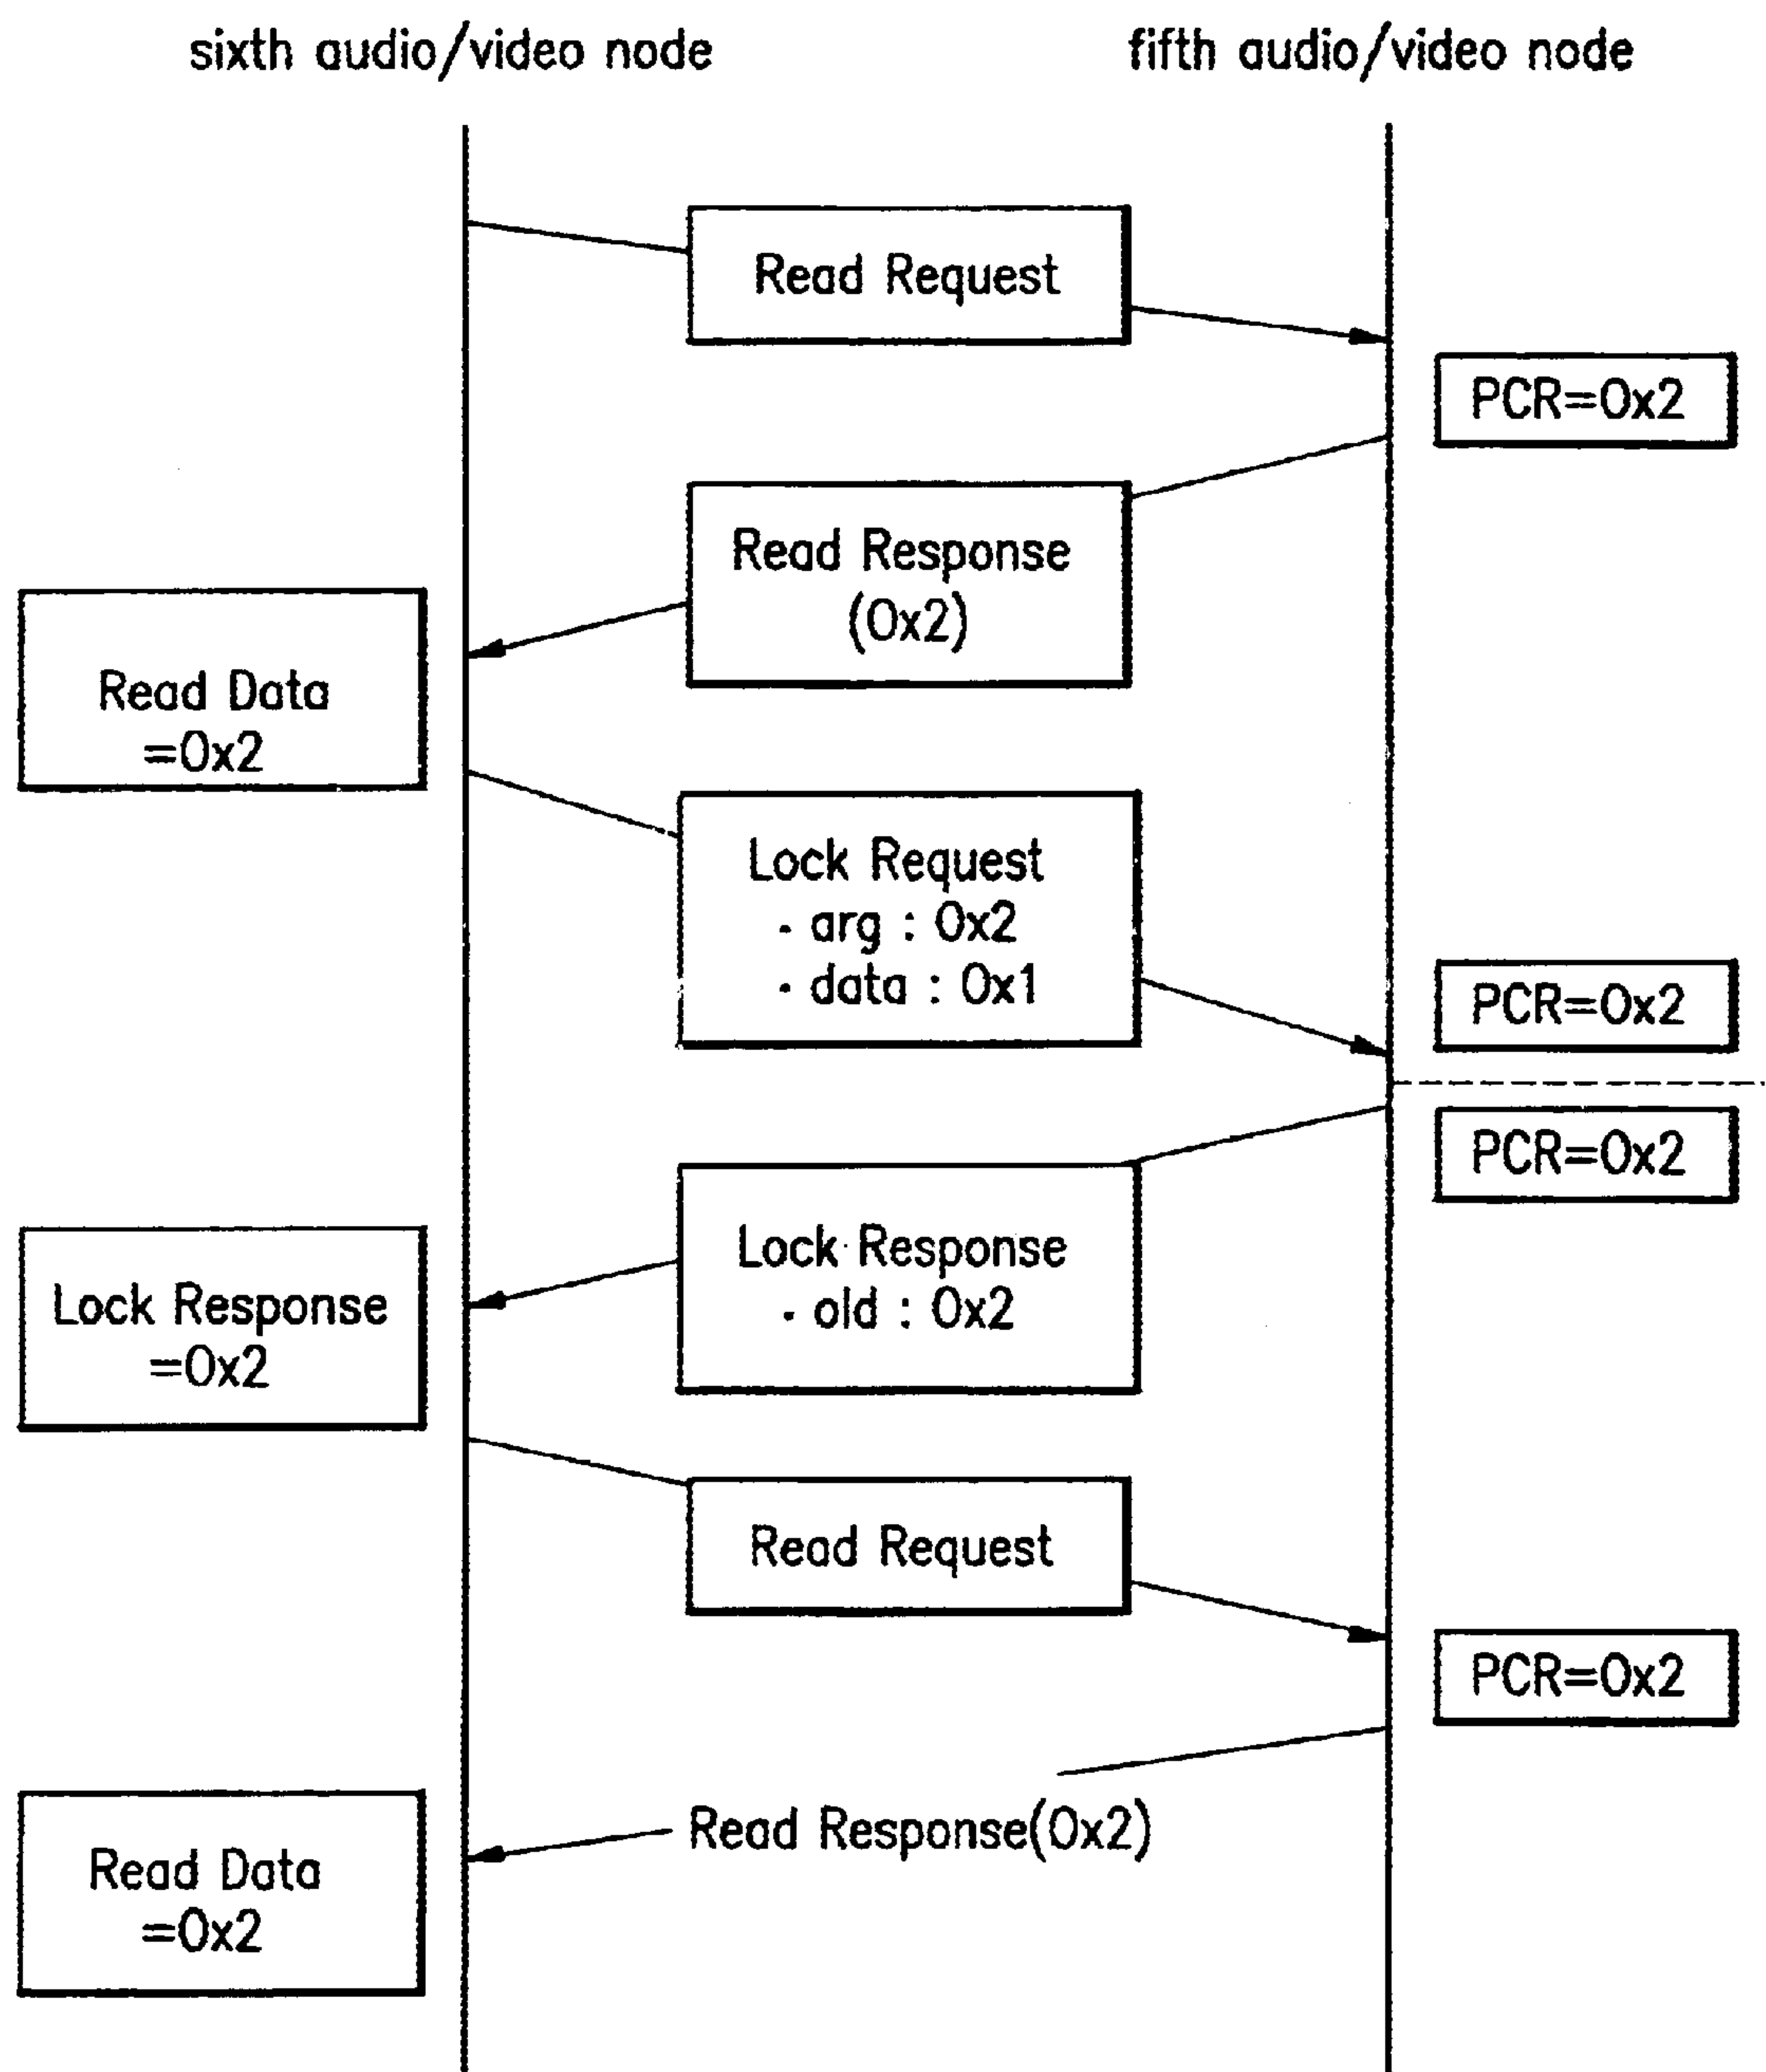 sixth audio/video node
fifth audio/video node
Read Request
PCR=0x2
Read Response
(0x2)
Read Data
=0x2
Lock Request
- arg : 0x2
- data : 0x1
PCR=0x2
PCR=0x2
Lock Response
- old : 0x2
Lock Response
=0x2
Read Request
PCR=0x2
Read Response(0x2)
Read Data
=0x2